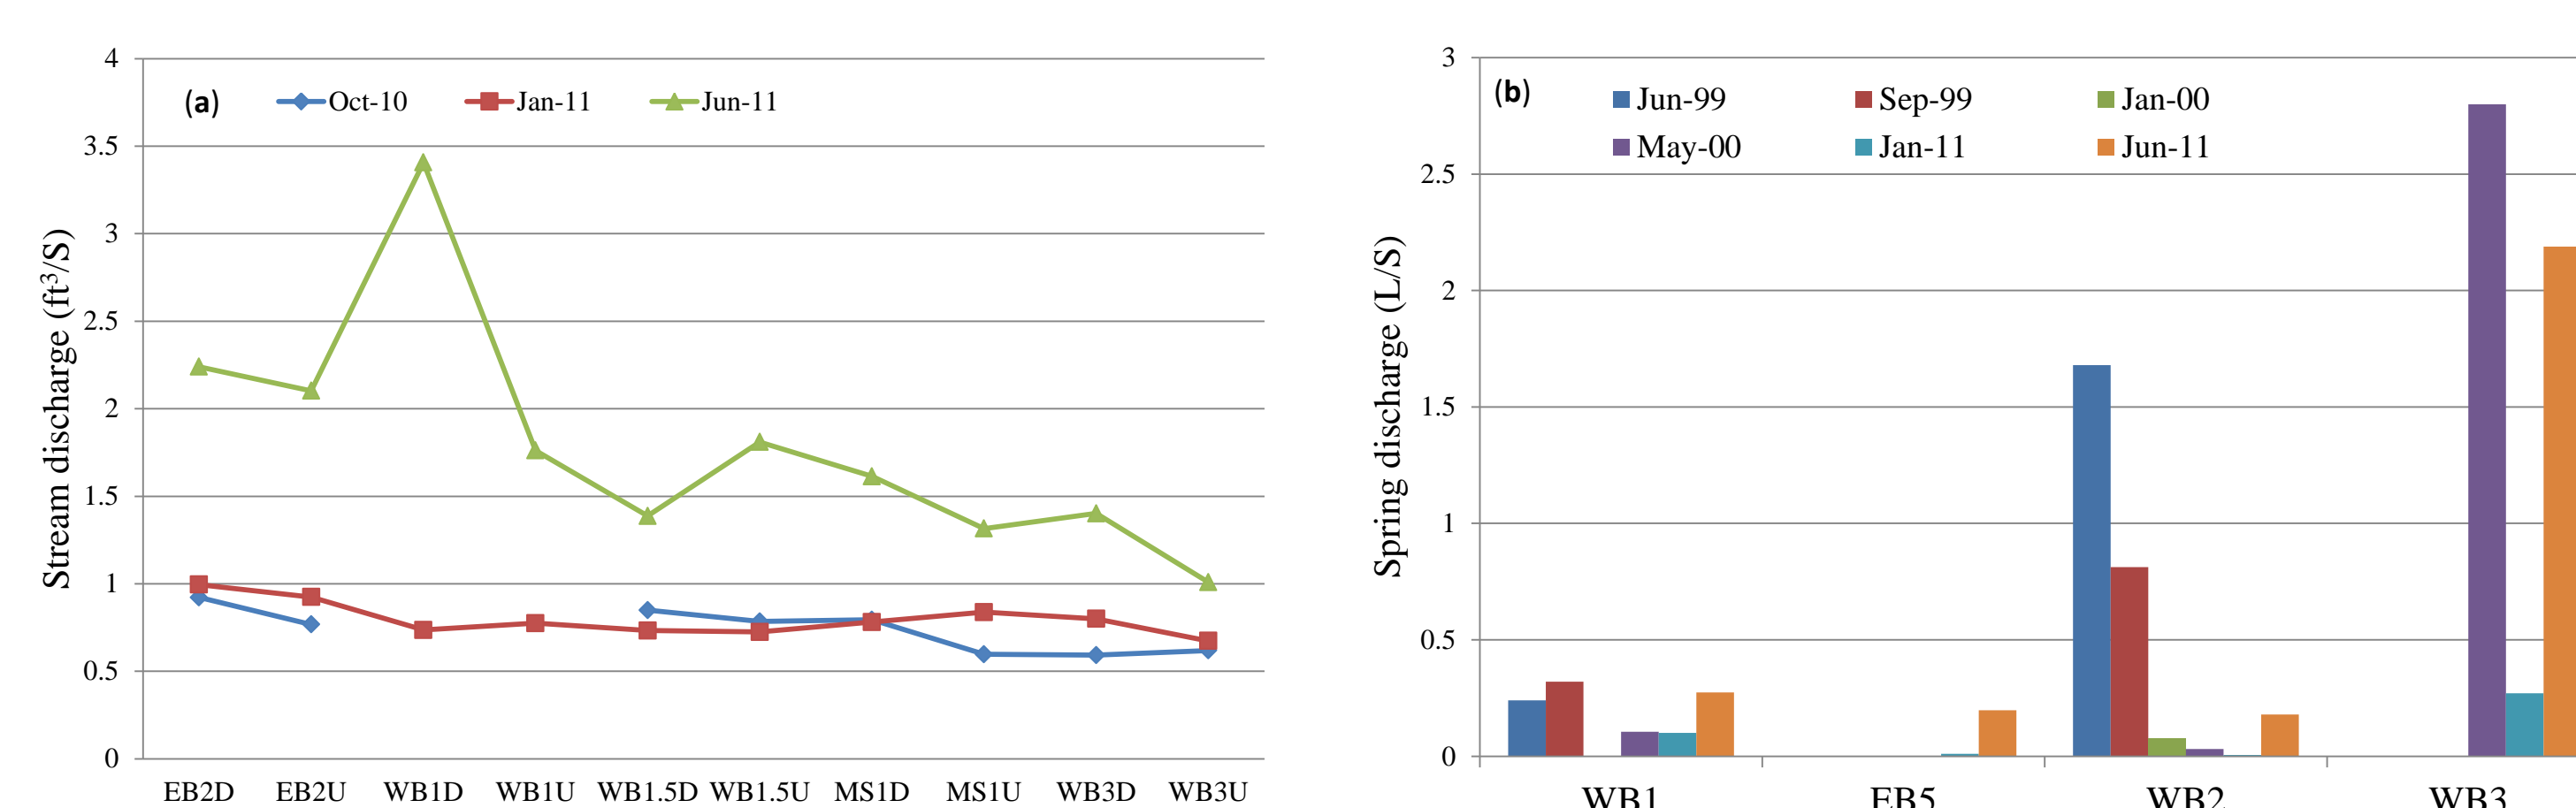 (a) Oct-10 Jan-11 Jun-11
4
3.5
3
2.5
2
1.5
1
0.5
0
Stream discharge (ft³/S)
EB2D EB2U WB1D WB1U WB1.5D WB1.5U MS1D MS1U WB3D WB3U
(b) Jun-99 Sep-99 Jan-00
May-00 Jan-11 Jun-11
3
2.5
2
1.5
1
0.5
0
Spring discharge (L/S)
WB1 EB5 WB2 WB3